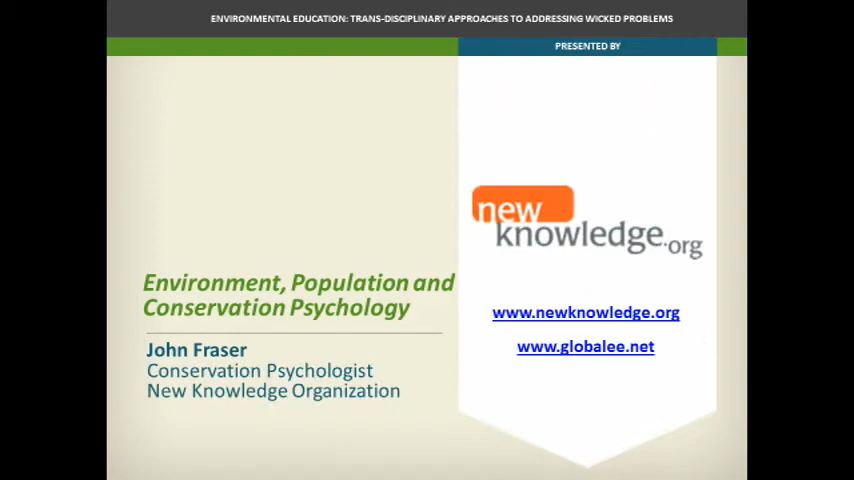 ENVIRONMENTAL EDUCATION: TRANS-DISCIPLINARY APPROACHES TO ADDRESSING WICKED PROBLEMS
PRESENTED BY
new
knowledge.org
Environment, Population and
Conservation Psychology
John Fraser
Conservation Psychologist
New Knowledge Organization
www.newknowledge.org
www.globalee.net